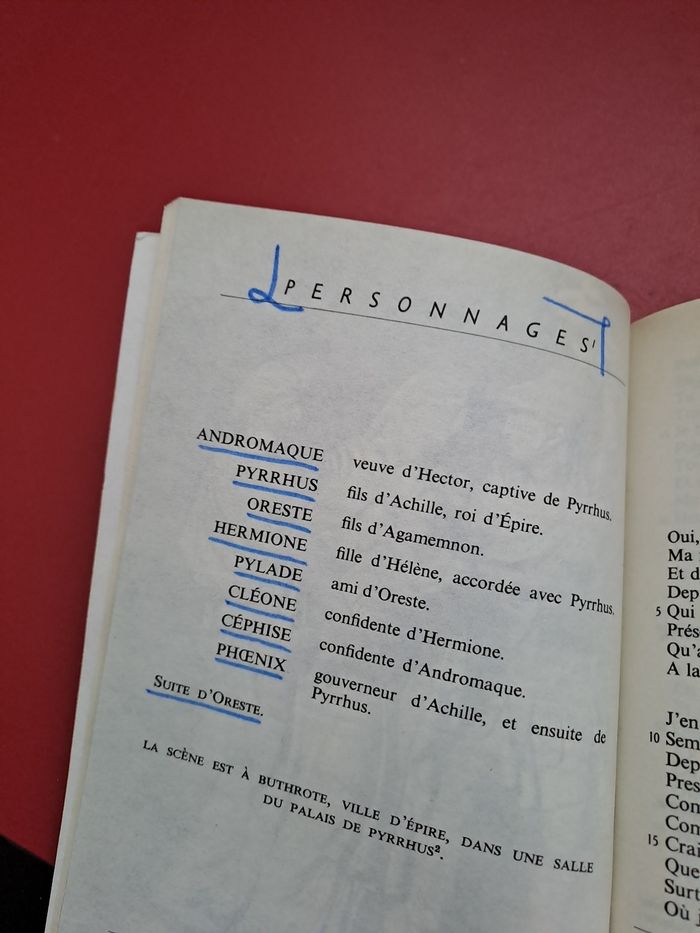 PERSONNAGES¹
ANDROMAQUE veuve d'Hector, captive de Pyrrhus.
PYRRHUS fils d'Achille, roi d'Épire.
ORESTE fils d'Agamemnon.
HERMIONE fille d'Hélène, accordée avec Pyrrhus.
PYLADE ami d'Oreste.
CLÉONE confidente d'Hermione.
CÉPHISE confidente d'Andromaque.
PHŒNIX gouverneur d'Achille, et ensuite de
Pyrrhus.
SUITE D'ORESTE.
LA SCÈNE EST À BUTHROTE, VILLE D'ÉPIRE, DANS UNE SALLE
DU PALAIS DE PYRRHUS².
Oui,
Ma
Et d
Dep
5 Qui
Prés
Qu'a
A la
J'en
10 Sem
Dep
Pres
Con
Com
15 Crai
Que
Surt
Où j